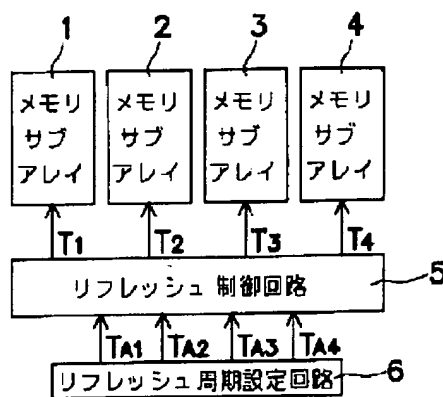 1 2 3 4
メモリ サブ アレイ
メモリ サブ アレイ
メモリ サブ アレイ
メモリ サブ アレイ
T1 T2 T3 T4
リフレッシュ制御回路 5
TA1 TA2 TA3 TA4
リフレッシュ周期設定回路 6